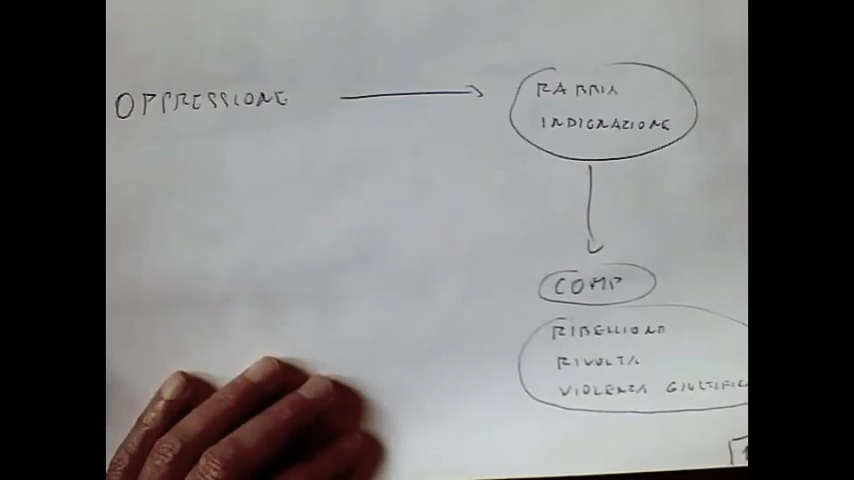 OPPRESSIONE
RABBIA
INDIGNAZIONE
COMP
RIBELLIONE
RIVOLTA
VIOLENZA GIUSTIFIC